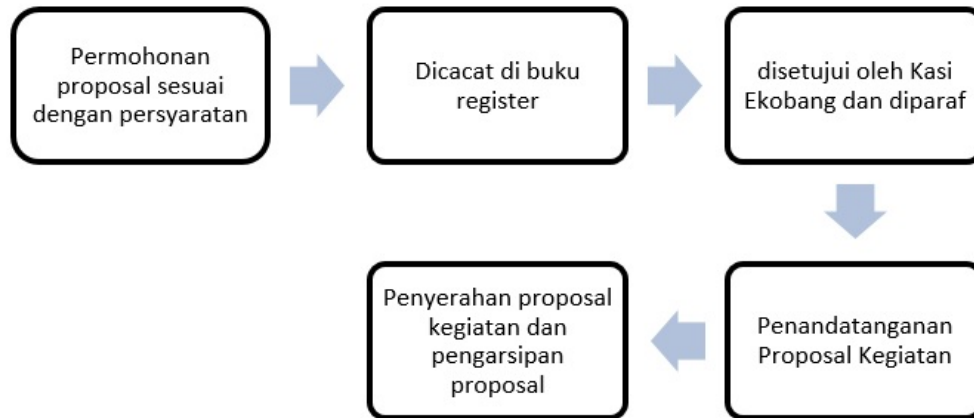 Permohonan
proposal sesuai
dengan persyaratan
Dicacat di buku
register
disetujui oleh Kasi
Ekobang dan diparaf
Penandatanganan
Proposal Kegiatan
Penyerahan proposal
kegiatan dan
pengarsipan
proposal